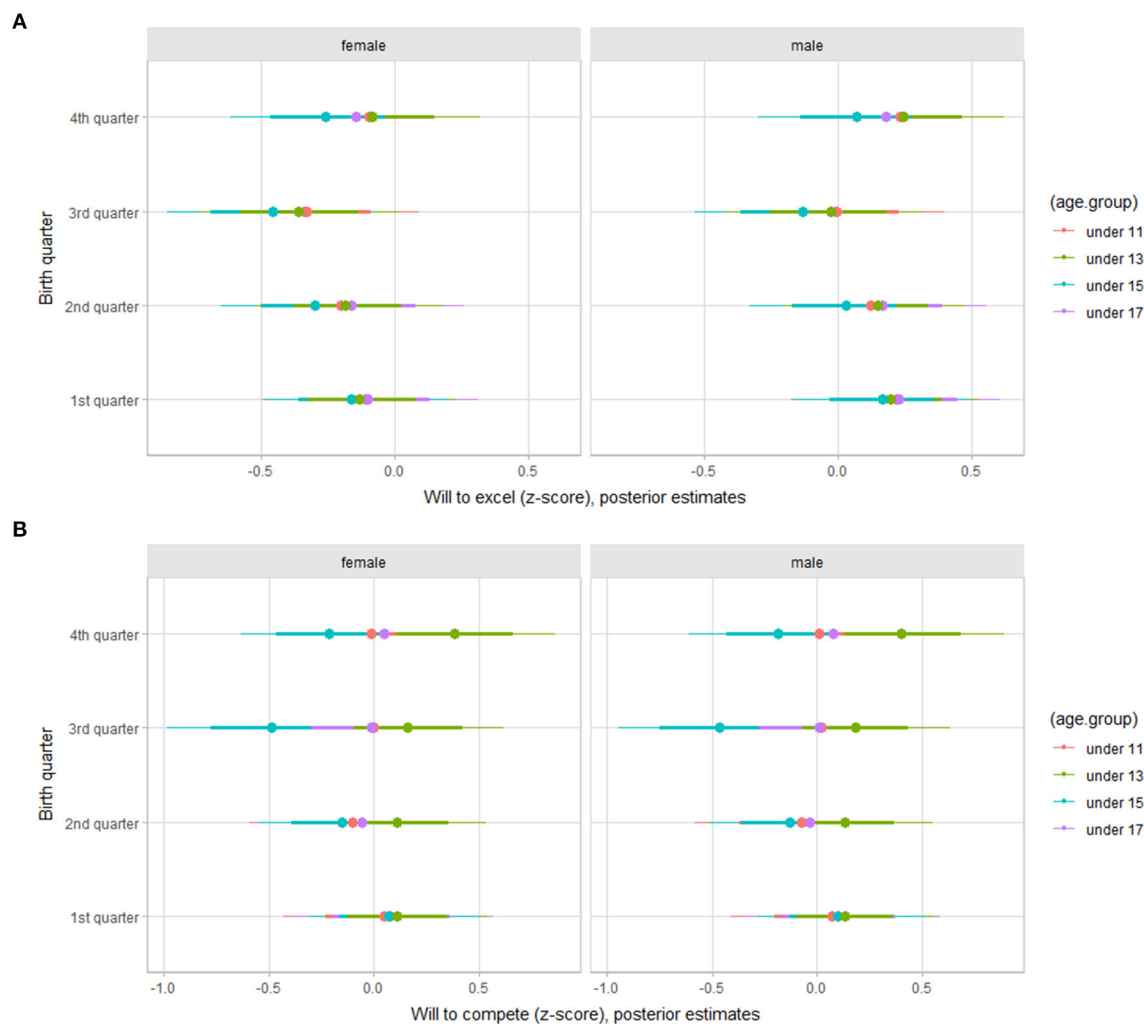 A
female male
4th quarter
3rd quarter
2nd quarter
1st quarter
Birth quarter
-0.5 0.0 0.5 -0.5 0.0 0.5
Will to excel (z-score), posterior estimates
(age.group)
under 11
under 13
under 15
under 17
B
female male
4th quarter
3rd quarter
2nd quarter
1st quarter
Birth quarter
-1.0 -0.5 0.0 0.5 -1.0 -0.5 0.0 0.5
Will to compete (z-score), posterior estimates
(age.group)
under 11
under 13
under 15
under 17